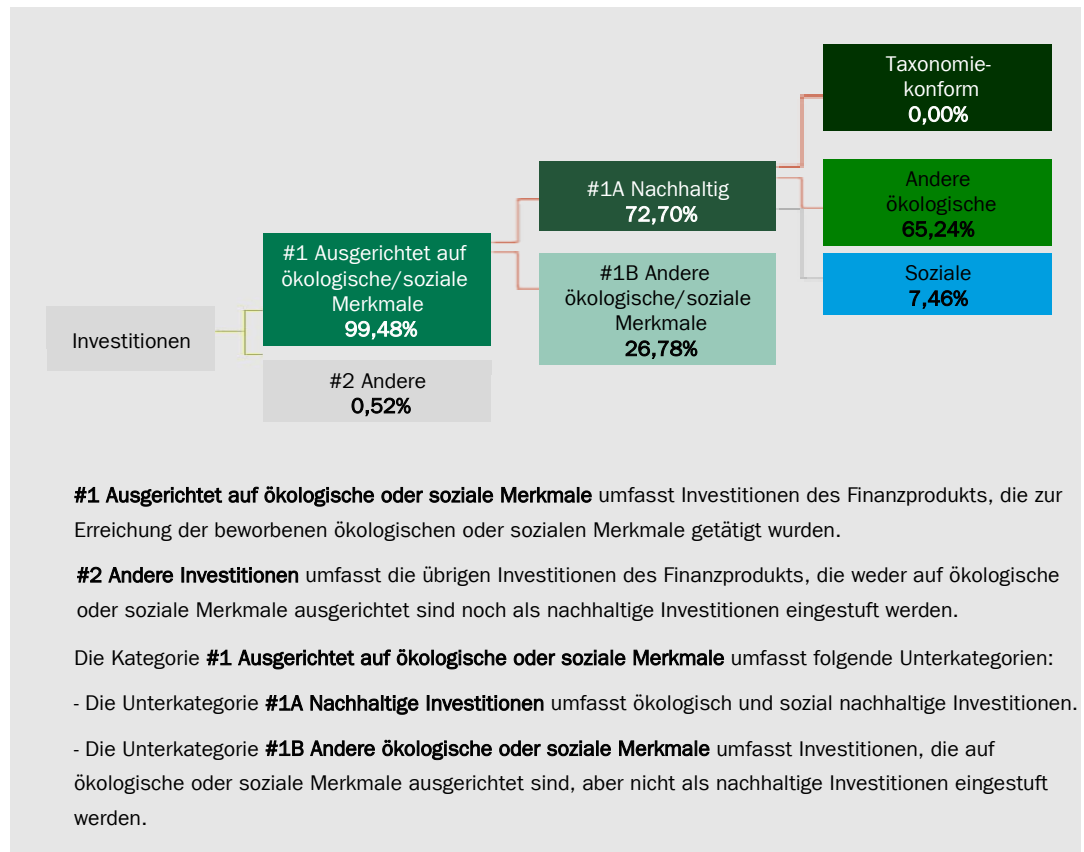 Taxonomie-
konform
0,00%
#1A Nachhaltig
72,70%
Andere
ökologische
65,24%
#1 Ausgerichtet auf
ökologische/soziale
Merkmale
99,48%
#1B Andere
ökologische/soziale
Merkmale
26,78%
Soziale
7,46%
Investitionen
#2 Andere
0,52%
#1 Ausgerichtet auf ökologische oder soziale Merkmale umfasst Investitionen des Finanzprodukts, die zur
Erreichung der beworbenen ökologischen oder sozialen Merkmale getätigt wurden.
#2 Andere Investitionen umfasst die übrigen Investitionen des Finanzprodukts, die weder auf ökologische
oder soziale Merkmale ausgerichtet sind noch als nachhaltige Investitionen eingestuft werden.
Die Kategorie #1 Ausgerichtet auf ökologische oder soziale Merkmale umfasst folgende Unterkategorien:
- Die Unterkategorie #1A Nachhaltige Investitionen umfasst ökologisch und sozial nachhaltige Investitionen.
- Die Unterkategorie #1B Andere ökologische oder soziale Merkmale umfasst Investitionen, die auf
ökologische oder soziale Merkmale ausgerichtet sind, aber nicht als nachhaltige Investitionen eingestuft
werden.